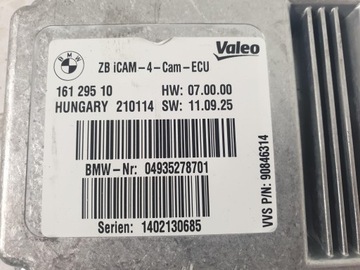 BMW
Valeo
ZB iCAM-4-Cam-ECU
161 295 10 HW: 07.00.00
HUNGARY 210114 SW: 11.09.25
BMW-Nr: 04935278701
Serien: 1402130685
VVS P/N: 90846314